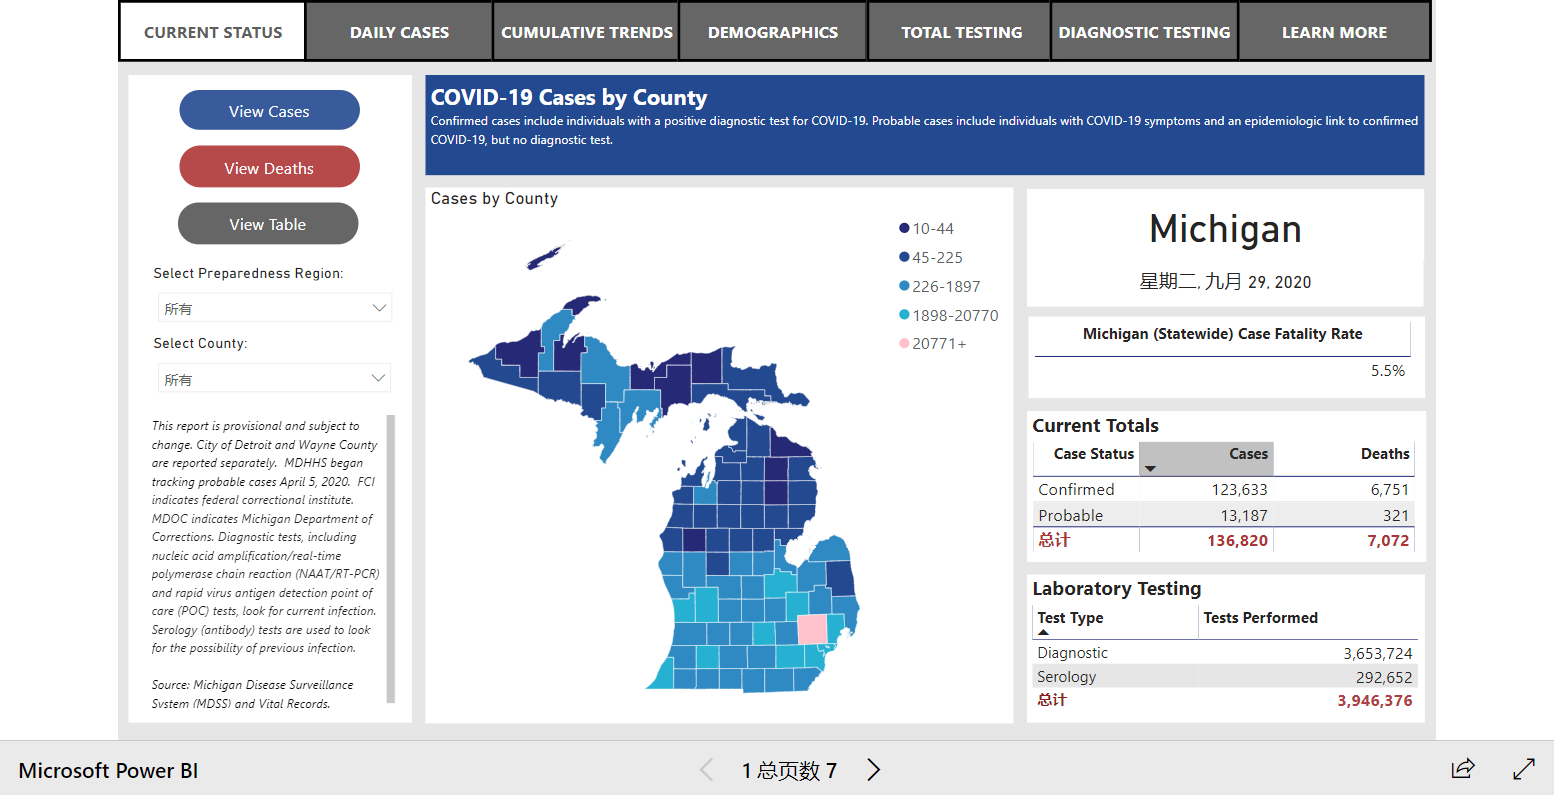 CURRENT STATUS
DAILY CASES
CUMULATIVE TRENDS
DEMOGRAPHICS
TOTAL TESTING
DIAGNOSTIC TESTING
LEARN MORE
View Cases
View Deaths
View Table
Select Preparedness Region:
所有
Select County:
所有
This report is provisional and subject to
change. City of Detroit and Wayne County
are reported separately. MDHHS began
tracking probable cases April 5, 2020. FCI
indicates federal correctional institute.
MDOC indicates Michigan Department of
Corrections. Diagnostic tests, including
nucleic acid amplification/real-time
polymerase chain reaction (NAAT/RT-PCR)
and rapid virus antigen detection point of
care (POC) tests, look for current infection.
Serology (antibody) tests are used to look
for the possibility of previous infection.
Source: Michigan Disease Surveillance
System (MDSS) and Vital Records.
COVID-19 Cases by County
Confirmed cases include individuals with a positive diagnostic test for COVID-19. Probable cases include individuals with COVID-19 symptoms and an epidemiologic link to confirmed
COVID-19, but no diagnostic test.
Cases by County
10-44
45-225
226-1897
1898-20770
20771+
Michigan
星期二, 九月 29, 2020
Michigan (Statewide) Case Fatality Rate
5.5%
Current Totals
Case Status Cases Deaths
Confirmed 123,633 6,751
Probable 13,187 321
总计 136,820 7,072
Laboratory Testing
Test Type Tests Performed
Diagnostic 3,653,724
Serology 292,652
总计 3,946,376
Microsoft Power BI
1 总页数 7